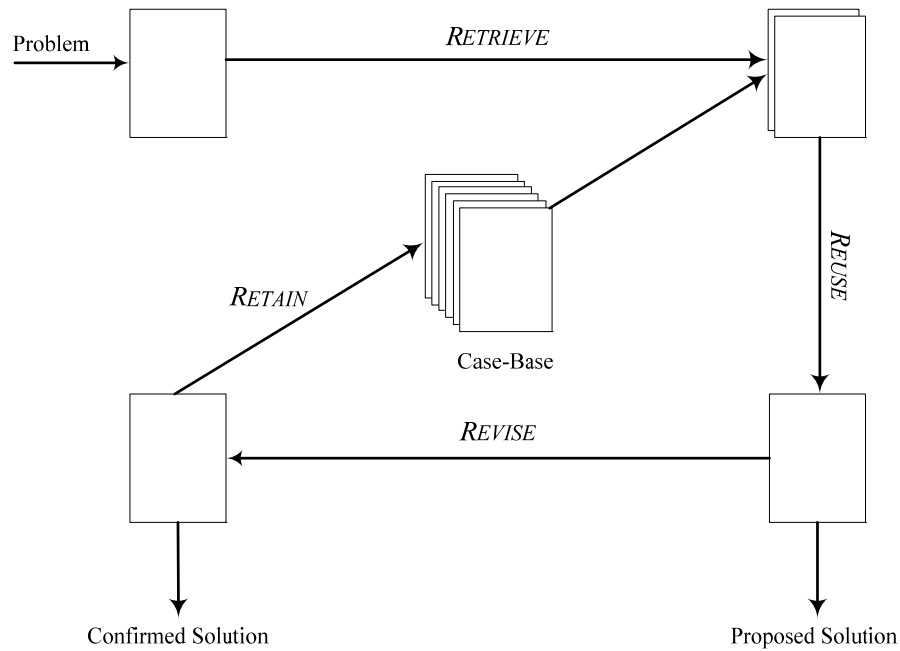 Problem
RETRIEVE
REUSE
RETAIN
Case-Base
REVISE
Confirmed Solution
Proposed Solution